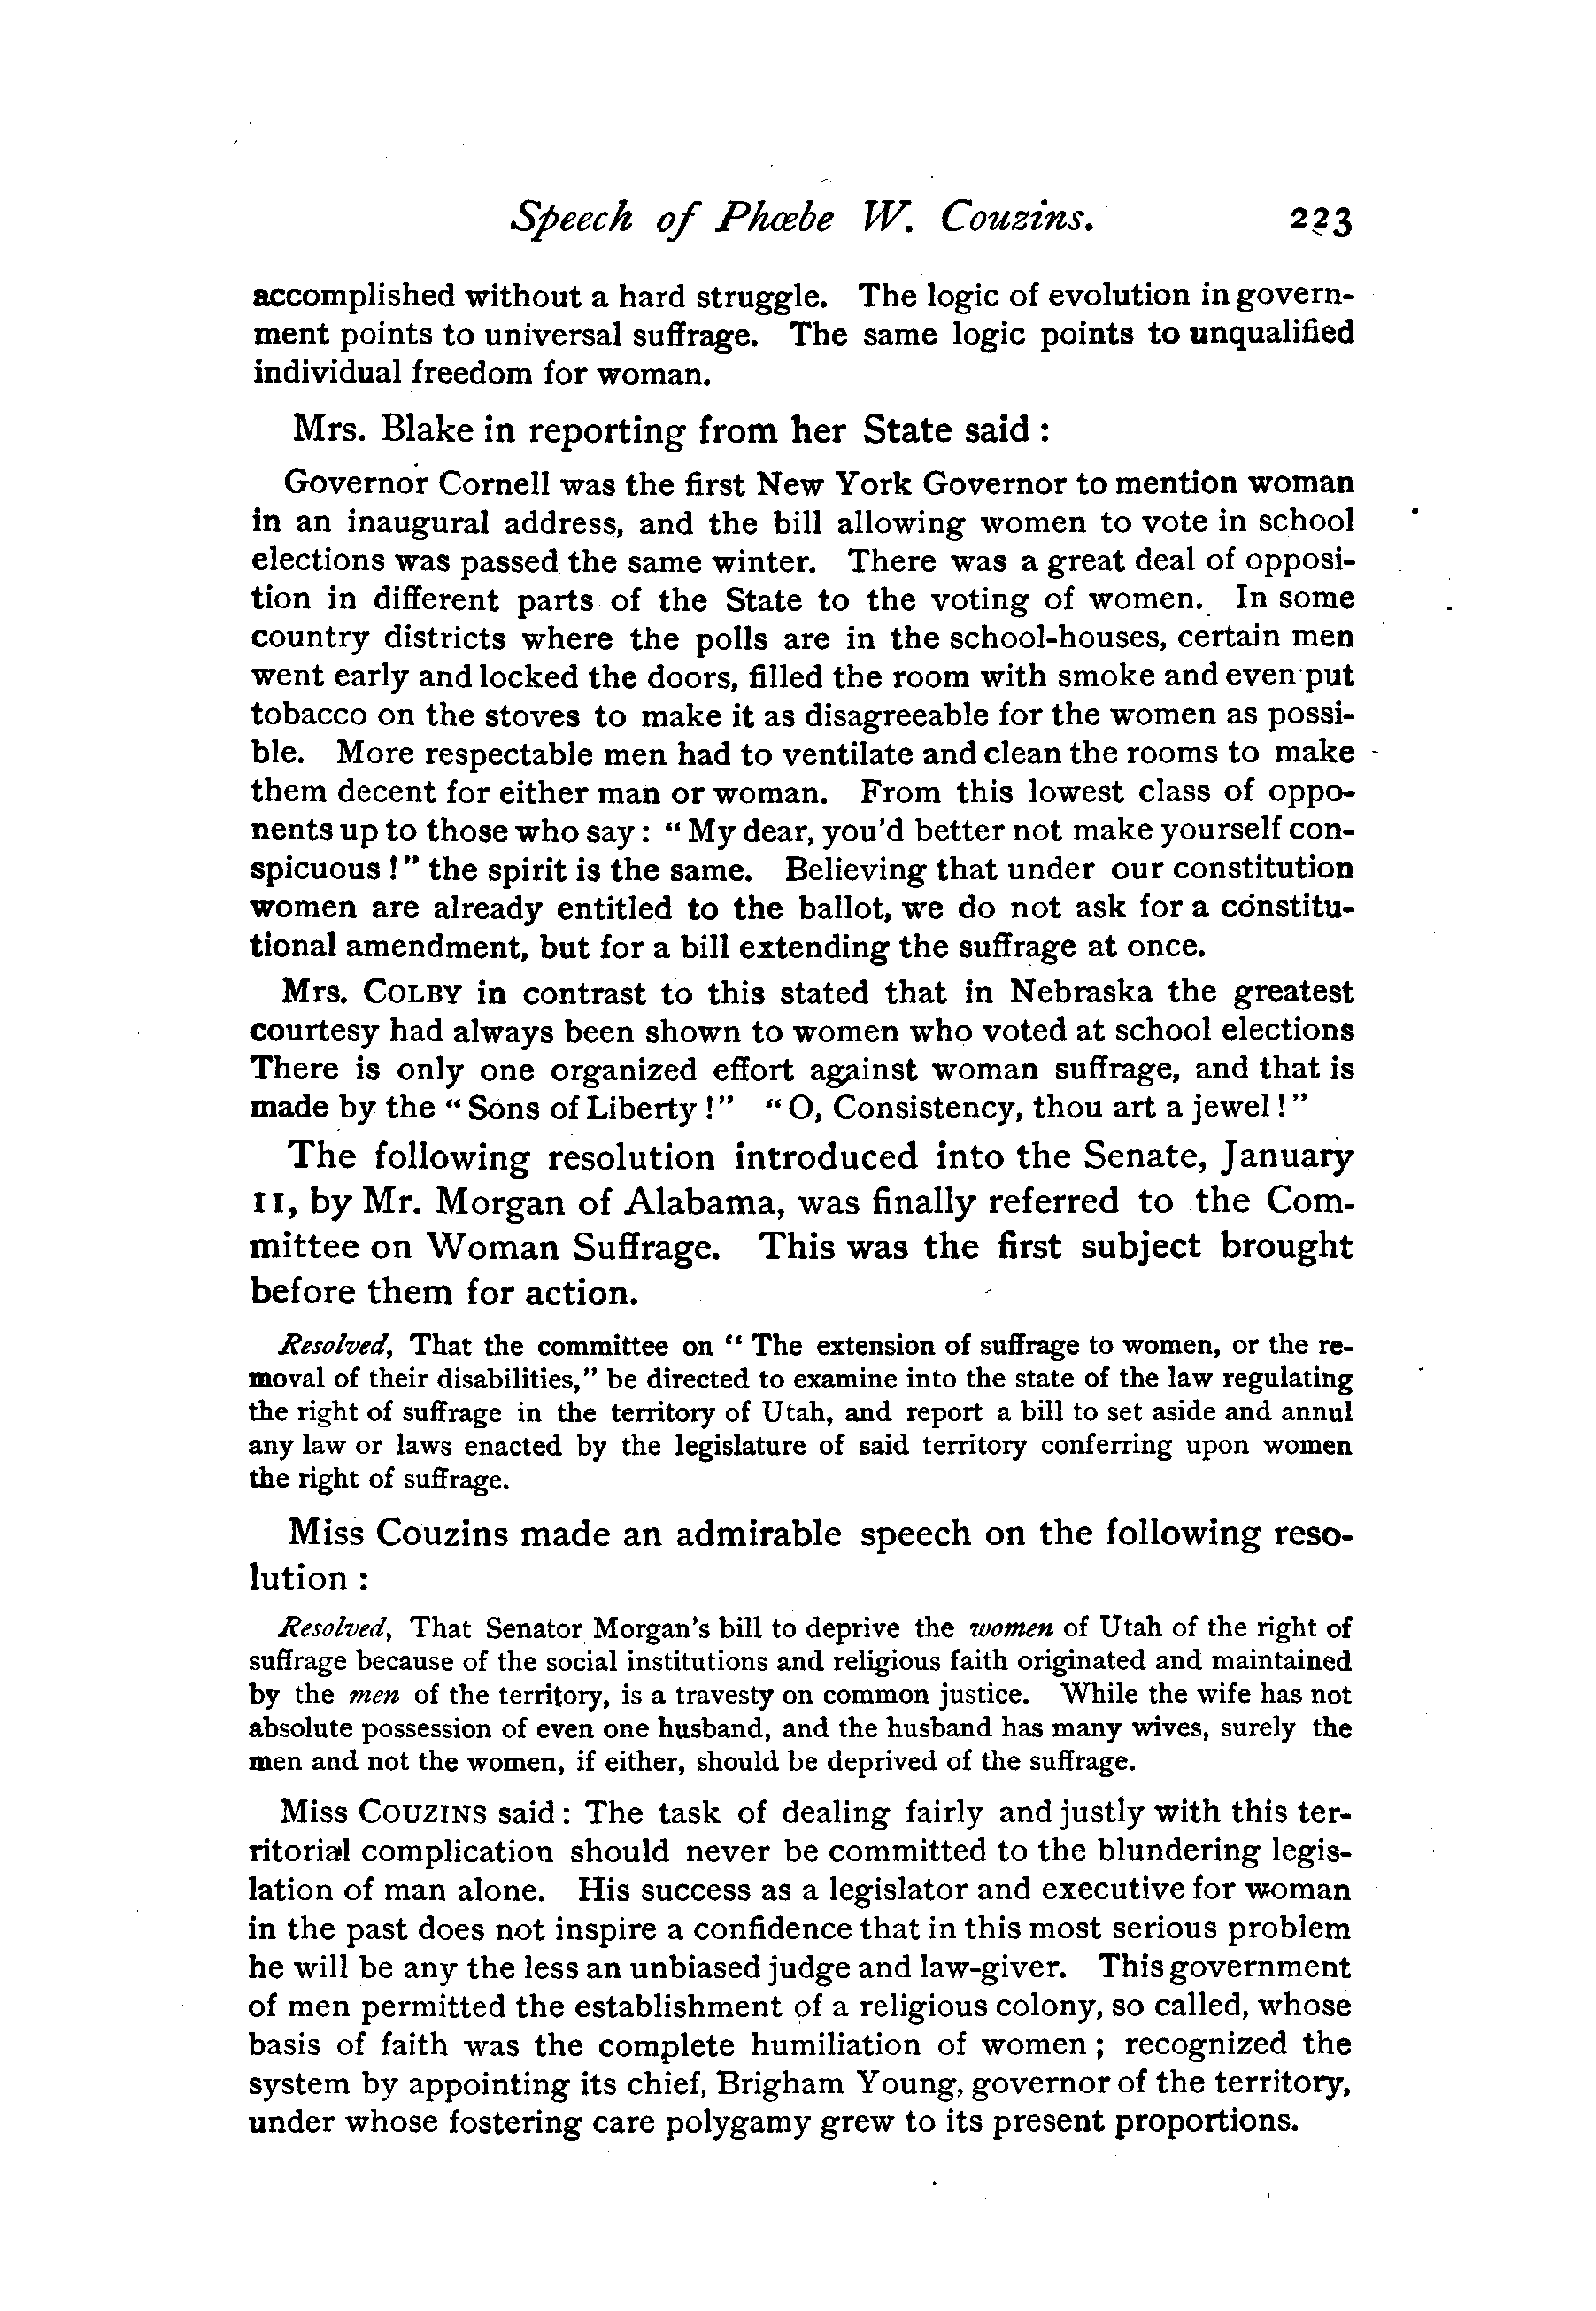 Speech of Phœbe W. Couzins. 223
accomplished without a hard struggle. The logic of evolution in govern-
ment points to universal suffrage. The same logic points to unqualified
individual freedom for woman.
Mrs. Blake in reporting from her State said :
Governor Cornell was the first New York Governor to mention woman
in an inaugural address, and the bill allowing women to vote in school
elections was passed the same winter. There was a great deal of opposi-
tion in different parts of the State to the voting of women. In some
country districts where the polls are in the school-houses, certain men
went early and locked the doors, filled the room with smoke and even put
tobacco on the stoves to make it as disagreeable for the women as possi-
ble. More respectable men had to ventilate and clean the rooms to make
them decent for either man or woman. From this lowest class of oppo-
nents up to those who say : “ My dear, you'd better not make yourself con-
spicuous !” the spirit is the same. Believing that under our constitution
women are already entitled to the ballot, we do not ask for a constitu-
tional amendment, but for a bill extending the suffrage at once.
Mrs. COLBY in contrast to this stated that in Nebraska the greatest
courtesy had always been shown to women who voted at school elections
There is only one organized effort against woman suffrage, and that is
made by the “ Sons of Liberty !” “ O, Consistency, thou art a jewel !”
The following resolution introduced into the Senate, January
11, by Mr. Morgan of Alabama, was finally referred to the Com-
mittee on Woman Suffrage. This was the first subject brought
before them for action.
Resolved, That the committee on “ The extension of suffrage to women, or the re-
moval of their disabilities,” be directed to examine into the state of the law regulating
the right of suffrage in the territory of Utah, and report a bill to set aside and annul
any law or laws enacted by the legislature of said territory conferring upon women
the right of suffrage.
Miss Couzins made an admirable speech on the following reso-
lution :
Resolved, That Senator Morgan's bill to deprive the women of Utah of the right of
suffrage because of the social institutions and religious faith originated and maintained
by the men of the territory, is a travesty on common justice. While the wife has not
absolute possession of even one husband, and the husband has many wives, surely the
men and not the women, if either, should be deprived of the suffrage.
Miss COUZINS said : The task of dealing fairly and justly with this ter-
ritorial complication should never be committed to the blundering legis-
lation of man alone. His success as a legislator and executive for woman
in the past does not inspire a confidence that in this most serious problem
he will be any the less an unbiased judge and law-giver. This government
of men permitted the establishment of a religious colony, so called, whose
basis of faith was the complete humiliation of women ; recognized the
system by appointing its chief, Brigham Young, governor of the territory,
under whose fostering care polygamy grew to its present proportions.